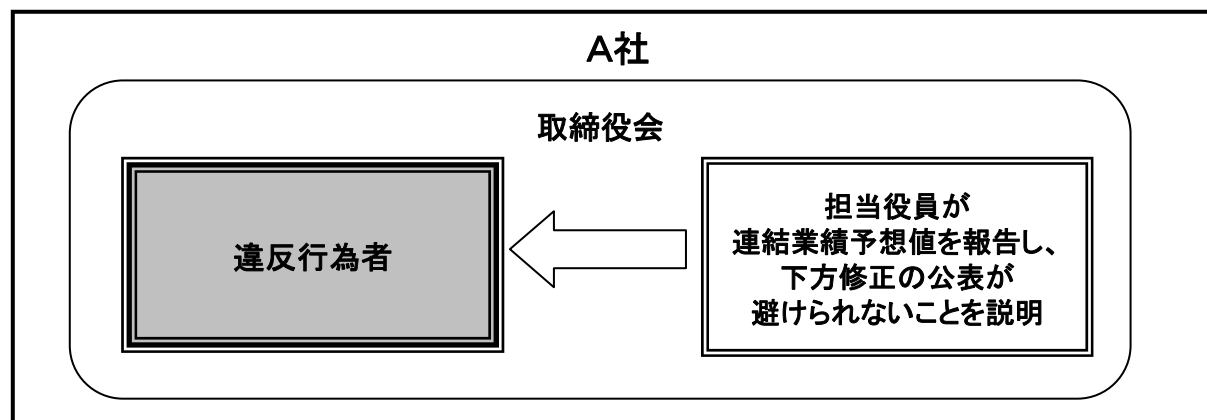 A社
取締役会
違反行為者
担当役員が
連結業績予想値を報告し、
下方修正の公表が
避けられないことを説明